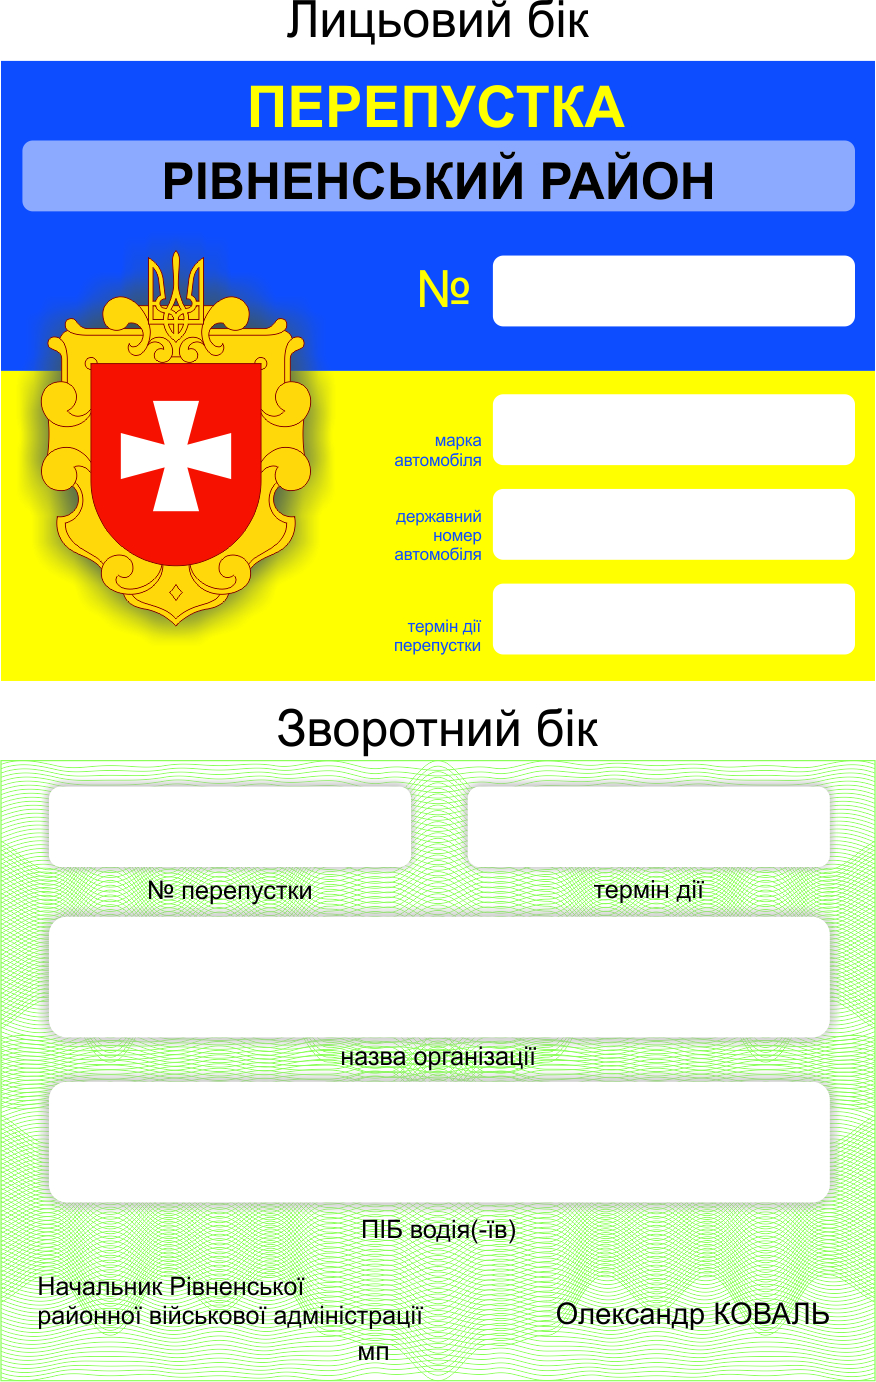 Лицьовий бік
ПЕРЕПУСТКА
РІВНЕНСЬКИЙ РАЙОН
№
марка
автомобіля
державний
номер
автомобіля
термін дії
перепустки
Зворотний бік
№ перепустки
термін дії
назва організації
ПІБ водія(-їв)
Начальник Рівненської
районної військової адміністрації
Олександр КОВАЛЬ
мп